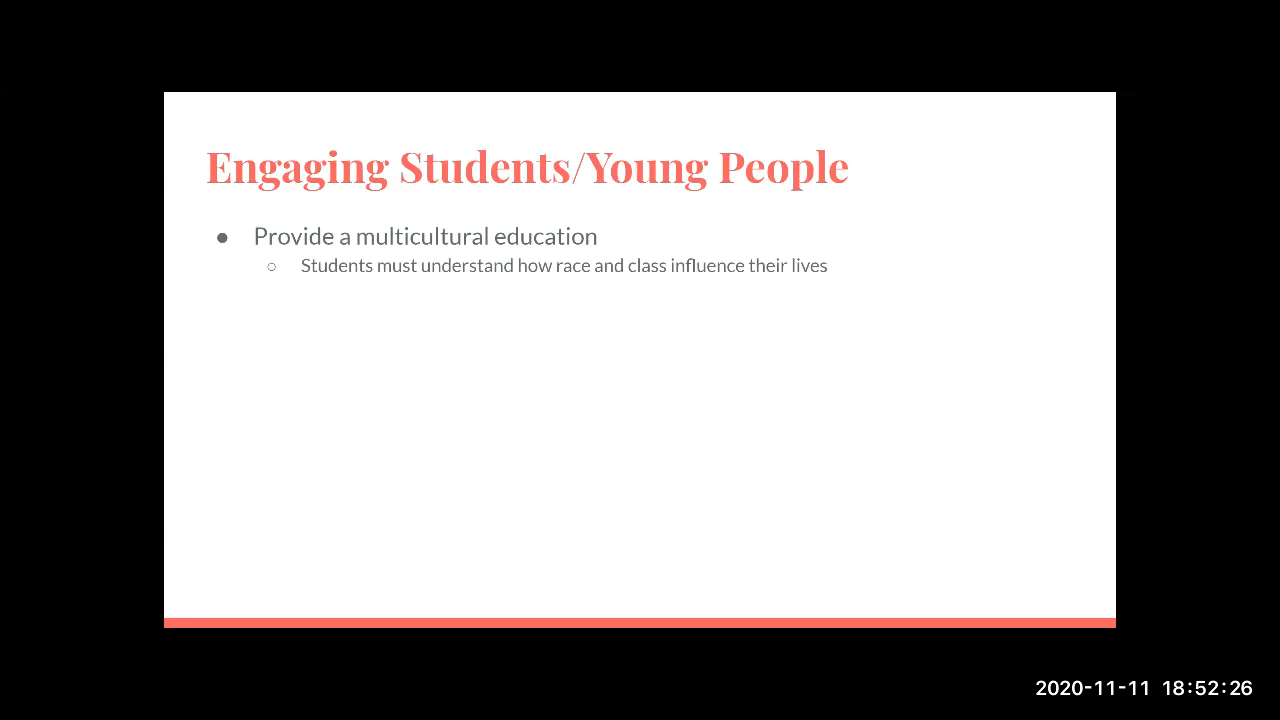 Engaging Students/Young People
● Provide a multicultural education
○ Students must understand how race and class influence their lives
2020-11-11 18:52:26